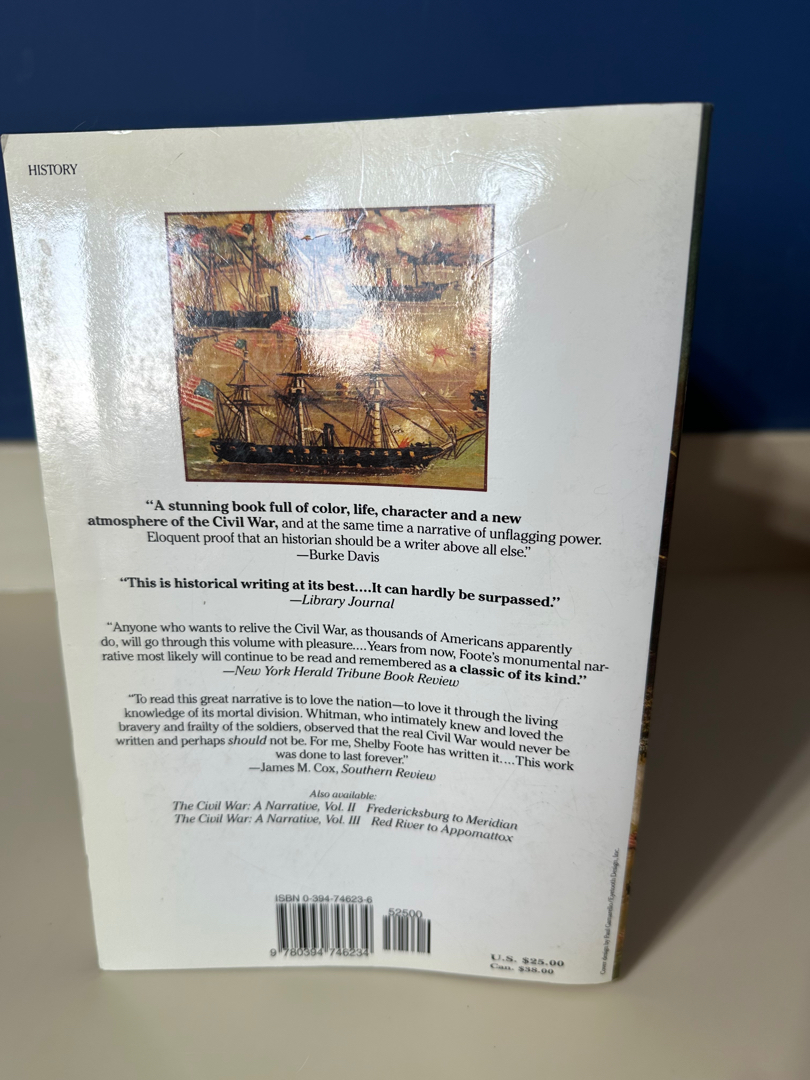 HISTORY
“A stunning book full of color, life, character and a new
atmosphere of the Civil War, and at the same time a narrative of unflagging power.
Eloquent proof that an historian should be a writer above all else.”
—Burke Davis
“This is historical writing at its best....It can hardly be surpassed.”
—Library Journal
“Anyone who wants to relive the Civil War, as thousands of Americans apparently
do, will go through this volume with pleasure....Years from now, Foote’s monumental nar-
rative most likely will continue to be read and remembered as a classic of its kind.”
—New York Herald Tribune Book Review
“To read this great narrative is to love the nation—to love it through the living
knowledge of its mortal division. Whitman, who intimately knew and loved the
bravery and frailty of the soldiers, observed that the real Civil War would never be
written and perhaps should not be. For me, Shelby Foote has written it....This work
was done to last forever.”
—James M. Cox, Southern Review
Also available:
The Civil War: A Narrative, Vol. II Fredericksburg to Meridian
The Civil War: A Narrative, Vol. III Red River to Appomattox
ISBN 0-394-74623-6
52500
9 780394 746234
U.S. $25.00
Can. $38.00
Cover design by Paul
Design, Inc.